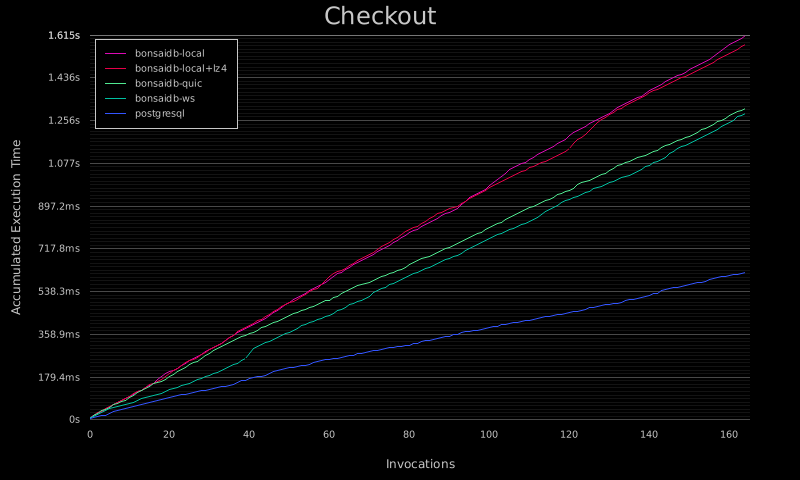 Checkout
1.615s
1.436s
1.256s
1.077s
897.2ms
717.8ms
538.3ms
358.9ms
179.4ms
0s
bonsaidb-local
bonsaidb-local+lz4
bonsaidb-quic
bonsaidb-ws
postgresql
Accumulated Execution Time
0 20 40 60 80 100 120 140 160
Invocations